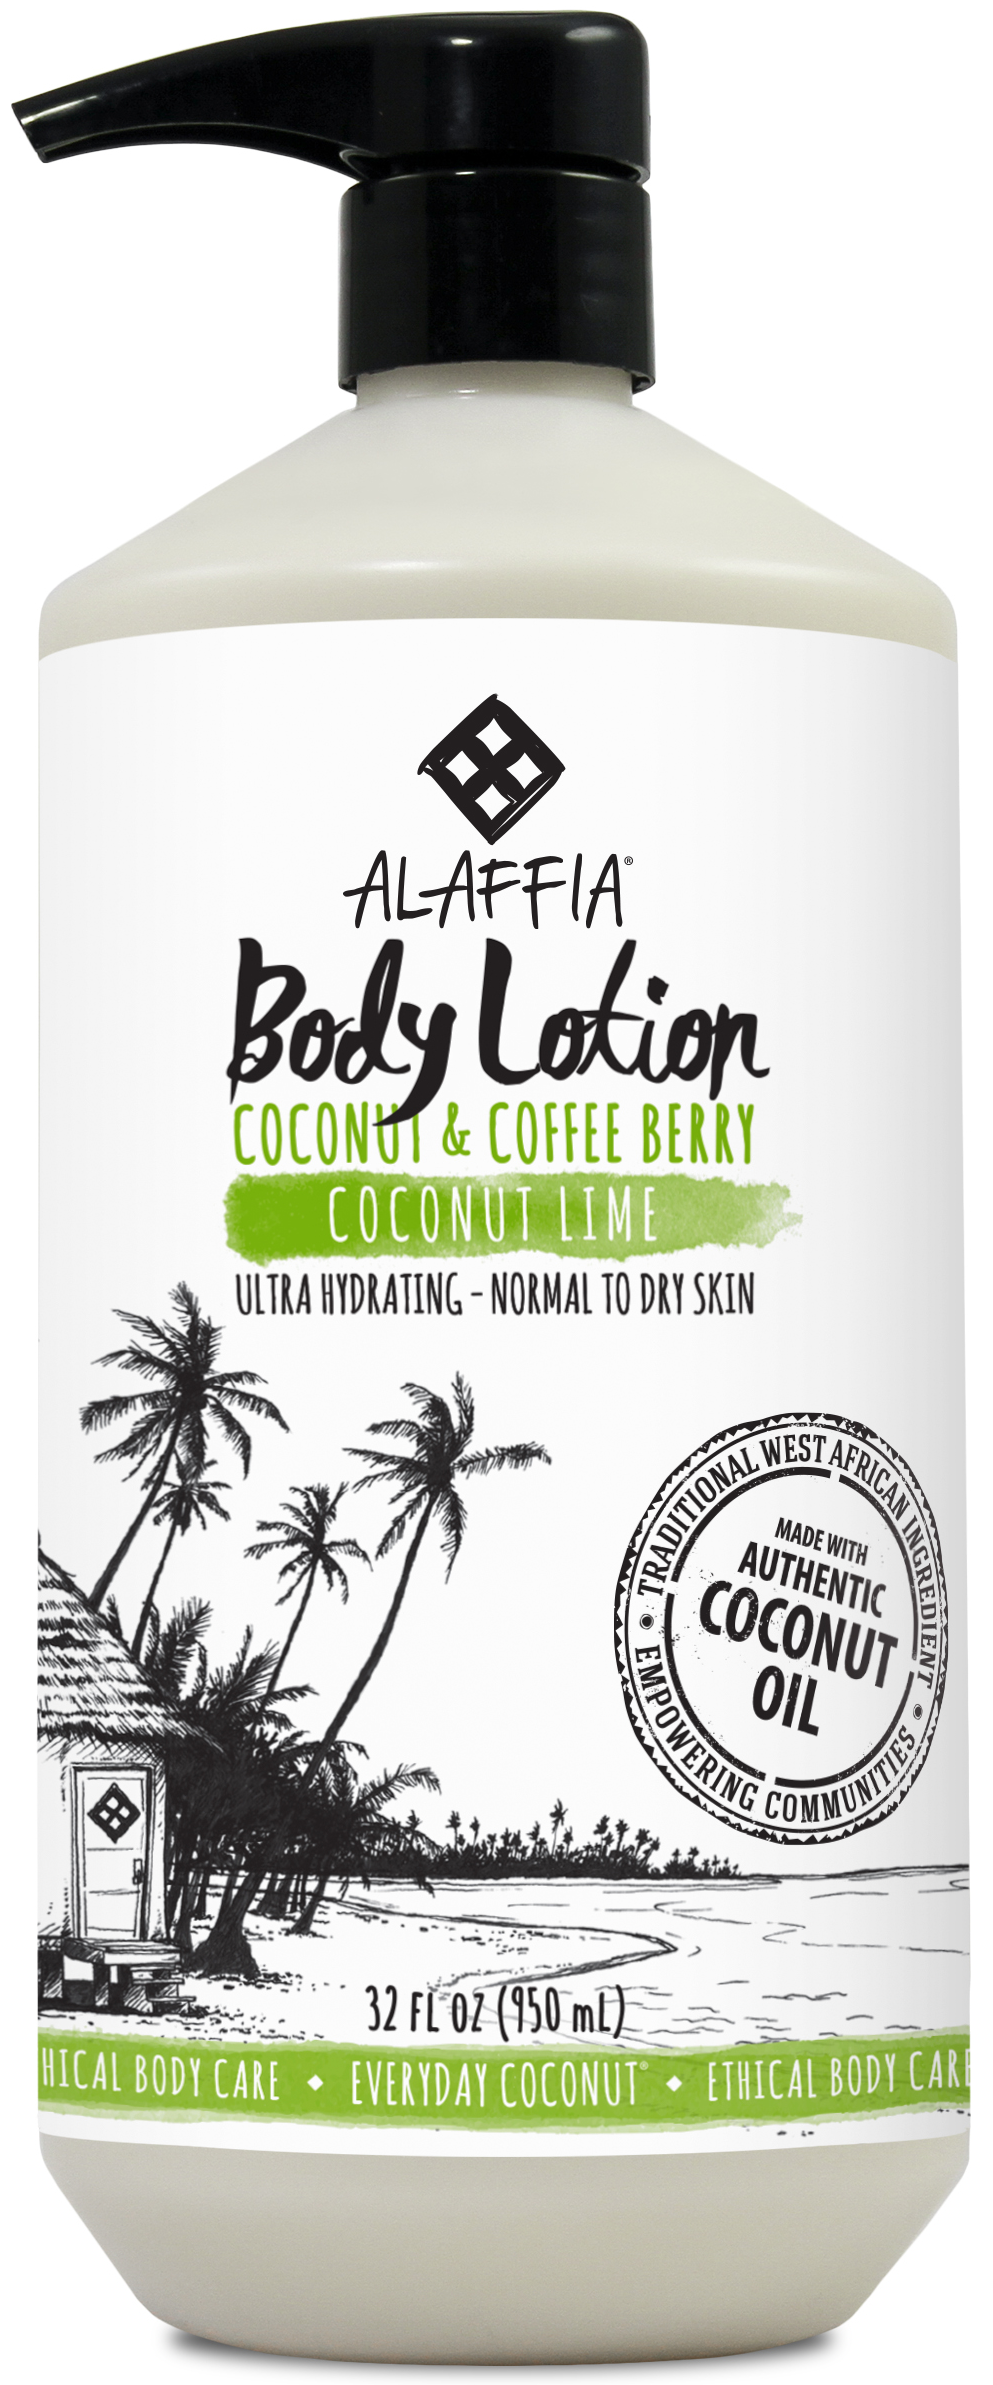 ALAFFIA®
Body Lotion
COCONUT & COFFEE BERRY
COCONUT LIME
ULTRA HYDRATING - NORMAL TO DRY SKIN
TRADITIONAL WEST AFRICAN INGREDIENT
MADE WITH
AUTHENTIC
COCONUT
OIL
EMPOWERING COMMUNITIES
32 FL OZ (950 mL)
HICAL BODY CARE ◆ EVERYDAY COCONUT® ◆ ETHICAL BODY CARE